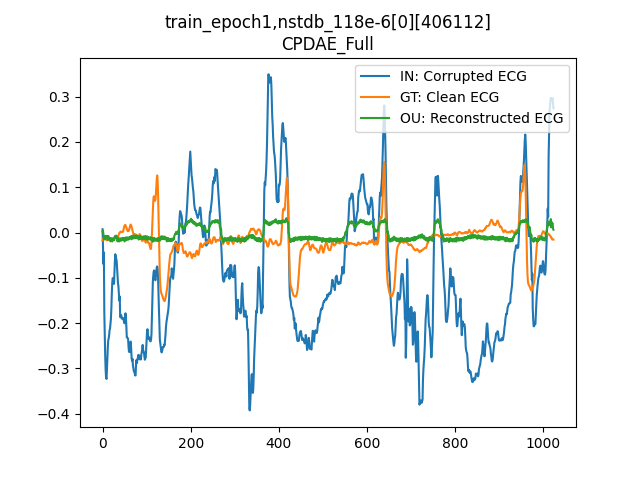 train_epoch1,nstdb_118e-6[0][406112]
CPDAE_Full
IN: Corrupted ECG
GT: Clean ECG
OU: Reconstructed ECG
0.3
0.2
0.1
0.0
−0.1
−0.2
−0.3
−0.4
0 200 400 600 800 1000